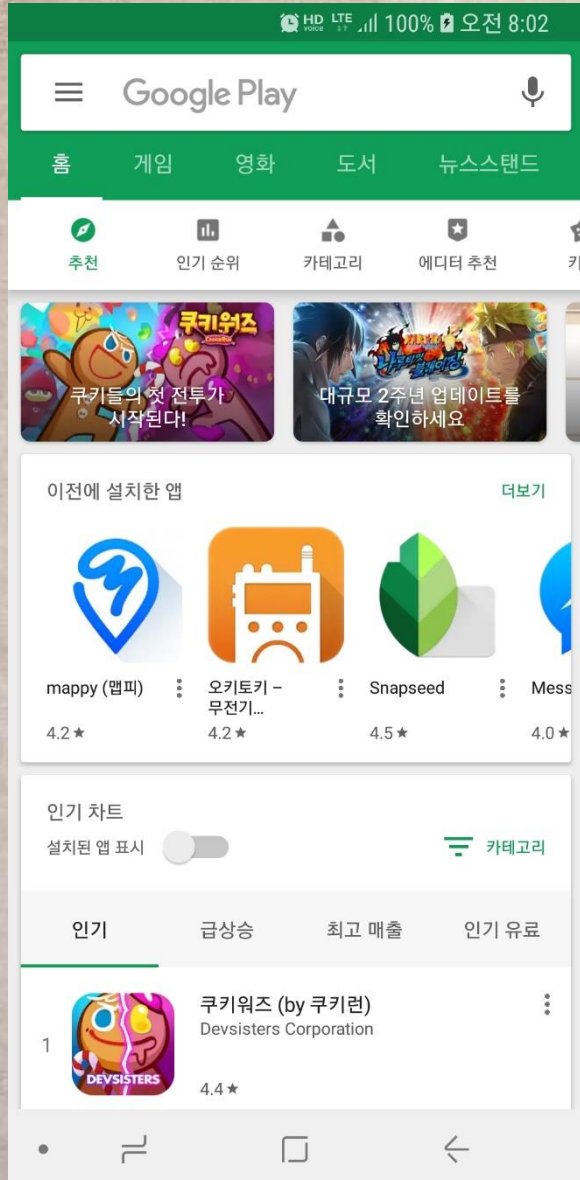 HD voice LTE 100% 오전 8:02
Google Play
홈 게임 영화 도서 뉴스스탠드
추천 인기 순위 카테고리 에디터 추천
쿠키워즈
쿠키들의 첫 전투가
시작된다!
대규모 2주년 업데이트를
확인하세요
이전에 설치한 앱 더보기
mappy (맵피)
4.2★
오키토키 –
무전기...
4.2★
Snapseed
4.5★
Mess
4.0★
인기 차트
설치된 앱 표시 카테고리
인기 급상승 최고 매출 인기 유료
1
DEVSISTERS
쿠키워즈 (by 쿠키런)
Devsisters Corporation
4.4★